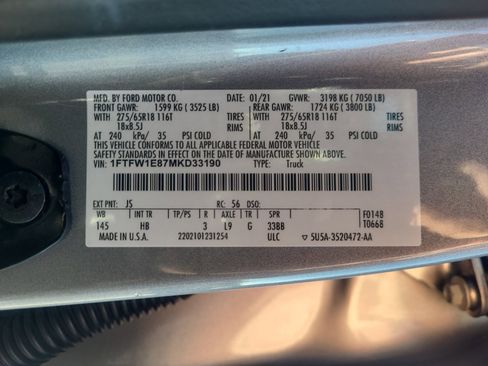 MFD. BY FORD MOTOR CO. DATE: 01/21 GVWR: 3198 KG ( 7050 LB)
FRONT GAWR: 1599 KG ( 3525 LB) REAR GAWR: 1724 KG ( 3800 LB)
WITH 275/65R18 116T TIRES WITH 275/65R18 116T TIRES
18x8.5J RIMS 18x8.5J RIMS
AT 240 kPa/ 35 PSI COLD AT 240 kPa/ 35 PSI COLD
THIS VEHICLE CONFORMS TO ALL APPLICABLE FEDERAL MOTOR VEHICLE
SAFETY STANDARDS IN EFFECT ON THE DATE OF MANUFACTURE SHOWN ABOVE.
VIN: 1FTFW1E87MKD33190 TYPE: Truck
EXT PNT: JS RC: 56 DSO: F0148
WB INT TR TP/PS R AXLE TR SPR T0668
145 HB 3 L9 G 33BB
MADE IN U.S.A. 2202101231254 ULC ▽ 5U5A-3520472-AA